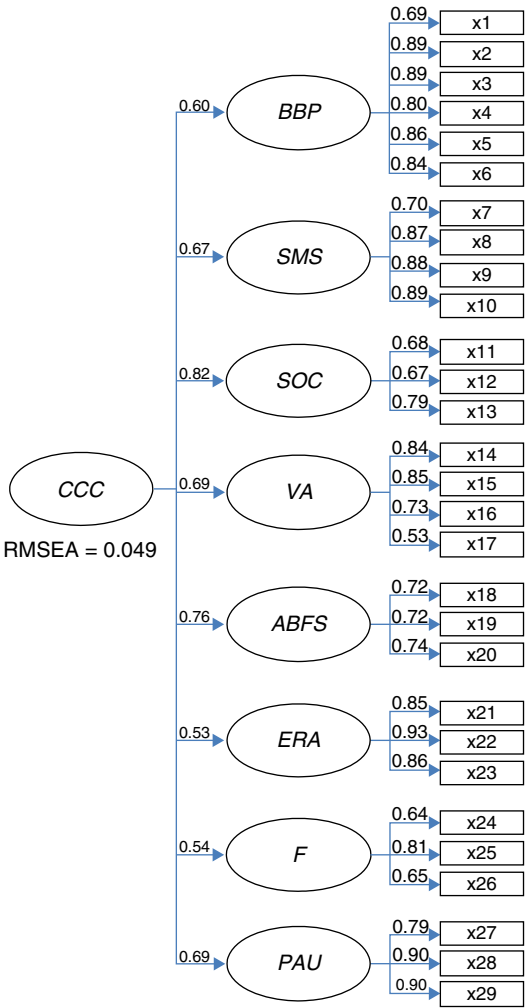 0.69 x1
0.89 x2
0.89 x3
0.60 BBP 0.80 x4
0.86 x5
0.84 x6
0.70 x7
0.87 x8
0.67 SMS 0.88 x9
0.89 x10
0.68 x11
0.82 SOC 0.67 x12
0.79 x13
0.84 x14
CCC 0.69 VA 0.85 x15
0.73 x16
0.53 x17
RMSEA = 0.049
0.72 x18
0.76 ABFS 0.72 x19
0.74 x20
0.85 x21
0.53 ERA 0.93 x22
0.86 x23
0.64 x24
0.54 F 0.81 x25
0.65 x26
0.79 x27
0.69 PAU 0.90 x28
0.90 x29